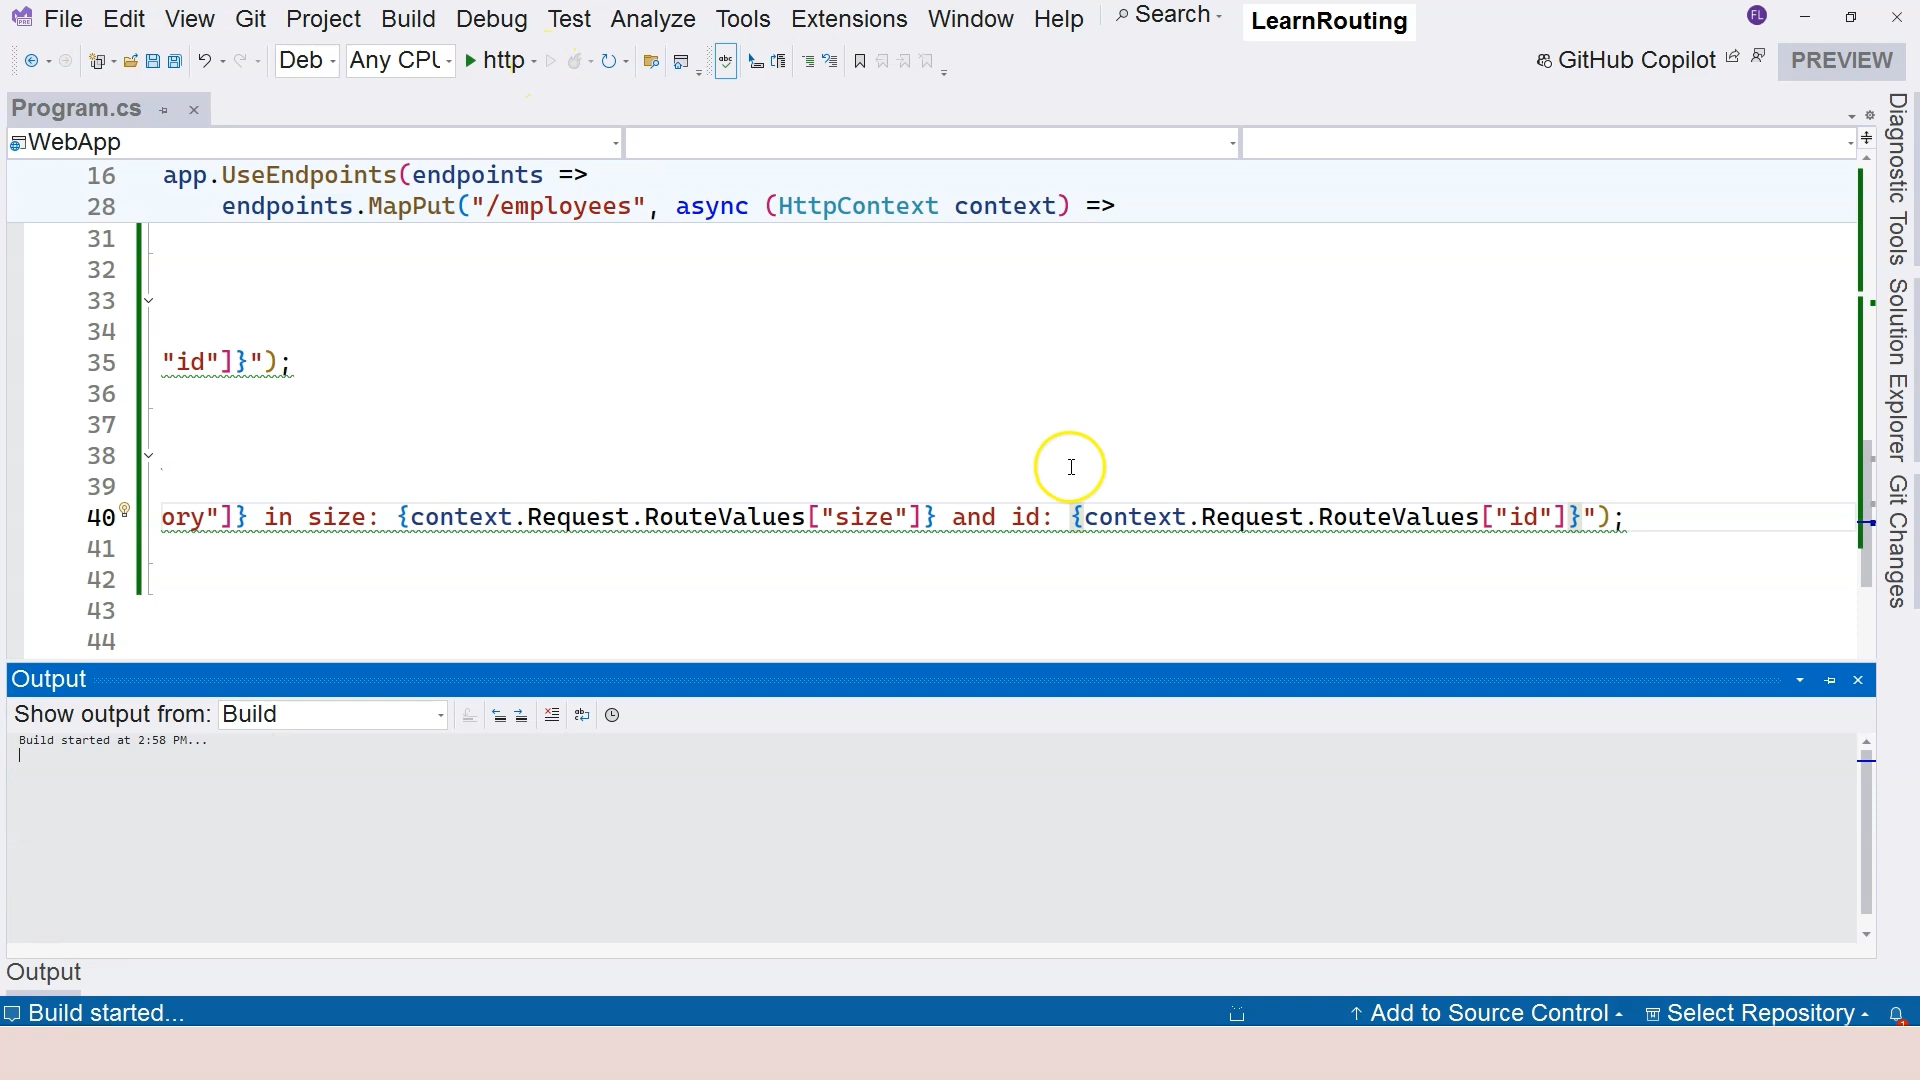 File Edit View Git Project Build Debug Test Analyze Tools Extensions Window Help Search LearnRouting FL
Deb Any CPU http GitHub Copilot PREVIEW
Program.cs
WebApp
16 app.UseEndpoints(endpoints =>
28 endpoints.MapPut("/employees", async (HttpContext context) =>
31
32
33
34
35 "id"]}");
36
37
38
39
40 ory"]} in size: {context.Request.RouteValues["size"]} and id: {context.Request.RouteValues["id"]}");
41
42
43
44
Diagnostic Tools
Solution Explorer
Git Changes
Output
Show output from: Build
Build started at 2:58 PM...
Output
Build started... Add to Source Control Select Repository